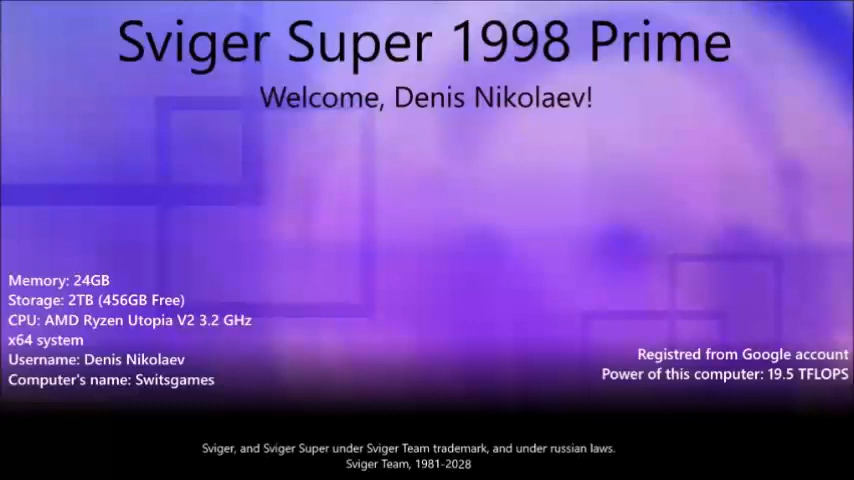 Sviger Super 1998 Prime
Welcome, Denis Nikolaev!
Memory: 24GB
Storage: 2TB (456GB Free)
CPU: AMD Ryzen Utopia V2 3.2 GHz
x64 system
Username: Denis Nikolaev
Computer's name: Switsgames
Registred from Google account
Power of this computer: 19.5 TFLOPS
Sviger, and Sviger Super under Sviger Team trademark, and under russian laws.
Sviger Team, 1981-2028